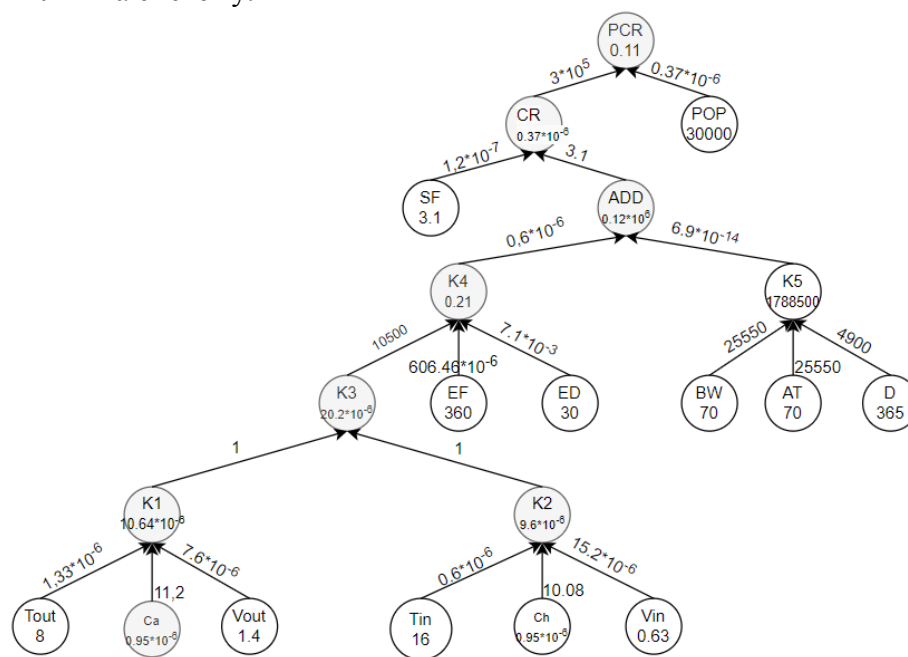 PCR
0.11
3*10⁵
0.37*10⁻⁶
CR
0.37*10⁻⁶
POP
30000
1,2*10⁻⁷
3.1
SF
3.1
ADD
0.12*10⁶
0,6*10⁻⁶
6.9*10⁻¹⁴
K4
0.21
K5
1788500
10500
606.46*10⁻⁶
7.1*10⁻³
25550
25550
4900
K3
20.2*10⁻⁶
EF
360
ED
30
BW
70
AT
70
D
365
1
1
K1
10.64*10⁻⁶
K2
9.6*10⁻⁶
1,33*10⁻⁶
11,2
7.6*10⁻⁶
0.6*10⁻⁶
10.08
15.2*10⁻⁶
Tout
8
Ca
0.95*10⁻⁶
Vout
1.4
Tin
16
Ch
0.95*10⁻⁶
Vin
0.63